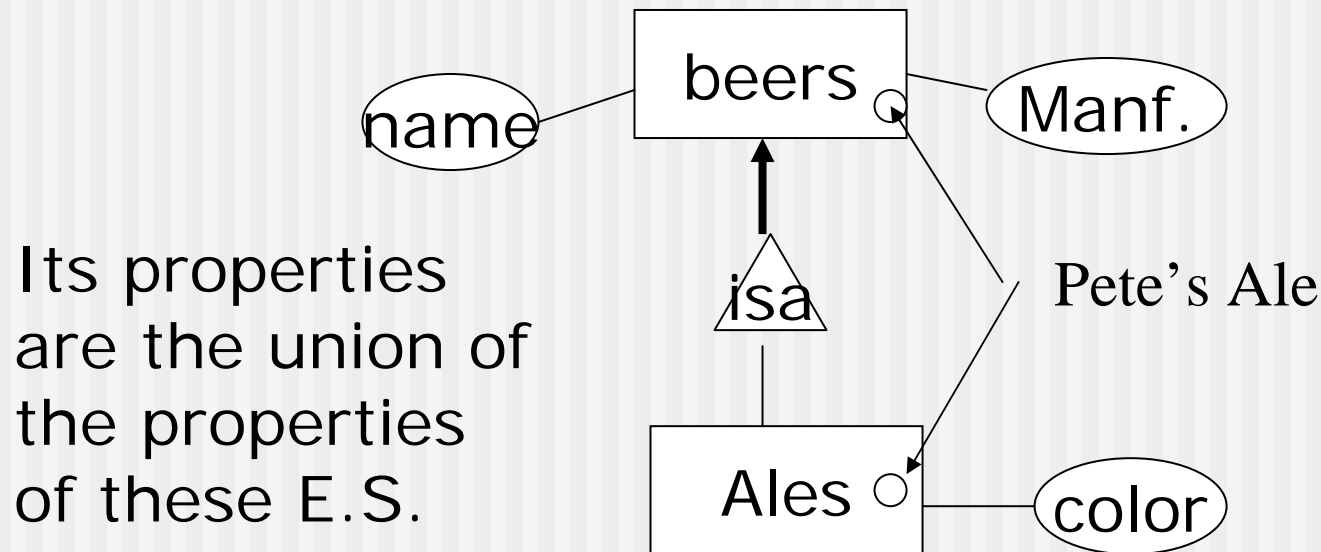 beers
name
Manf.
Its properties
are the union of
the properties
of these E.S.
isa
Pete’s Ale
Ales
color